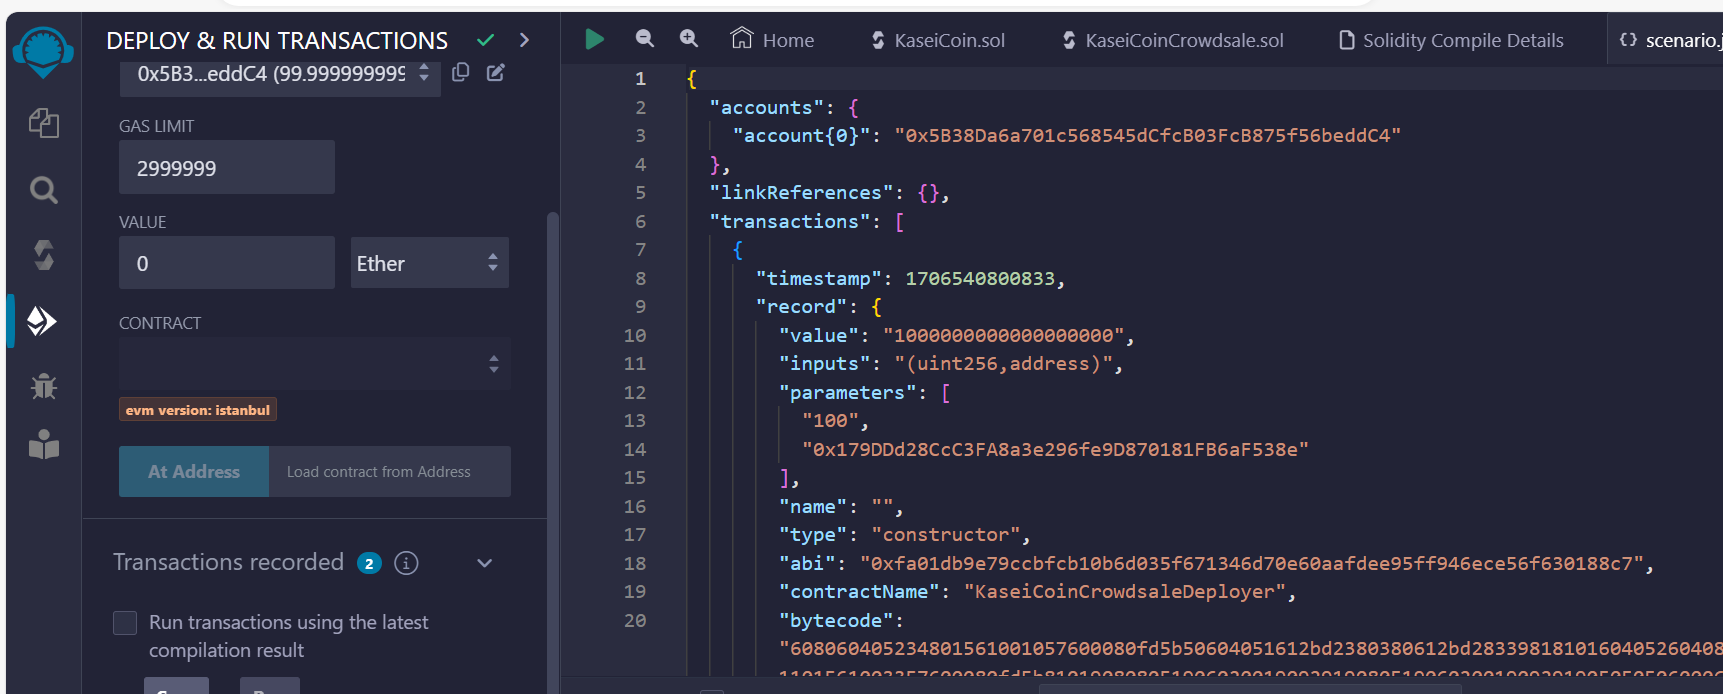 DEPLOY & RUN TRANSACTIONS
0x5B3...eddC4 (99.9999999999
GAS LIMIT
2999999
VALUE
0
Ether
CONTRACT
evm version: istanbul
At Address
Load contract from Address
Transactions recorded 2 i
Run transactions using the latest
compilation result
Home
KaseiCoin.sol
KaseiCoinCrowdsale.sol
Solidity Compile Details
{} scenario.j
1 {
2 "accounts": {
3 "account{0}": "0x5B38Da6a701c568545dCfcB03FcB875f56beddC4"
4 },
5 "linkReferences": {},
6 "transactions": [
7 {
8 "timestamp": 1706540800833,
9 "record": {
10 "value": "1000000000000000000",
11 "inputs": "(uint256,address)",
12 "parameters": [
13 "100",
14 "0x179DDd28CcC3FA8a3e296fe9D870181FB6aF538e"
15 ],
16 "name": "",
17 "type": "constructor",
18 "abi": "0xfa01db9e79ccbfcb10b6d035f671346d70e60aafdee95ff946ece56f630188c7",
19 "contractName": "KaseiCoinCrowdsaleDeployer",
20 "bytecode":
"608060405234801561001057600080fd5b50604051612bd2380380612bd2833981810160405260408